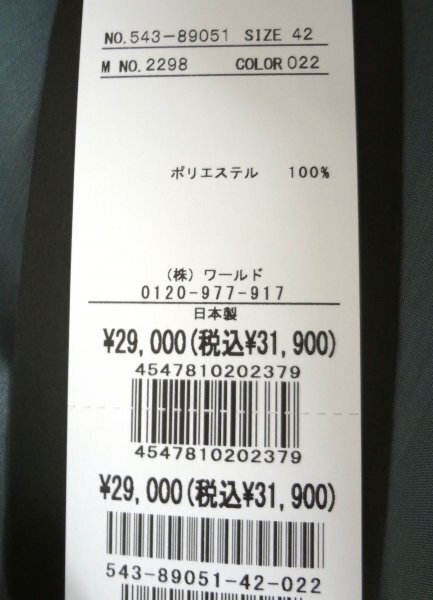 NO.543-89051 SIZE 42
M NO.2298 COLOR 022
ポリエステル 100%
(株)ワールド
0120-977-917
日本製
¥29,000(税込¥31,900)
4547810202379
4547810202379
¥29,000(税込¥31,900)
543-89051-42-022